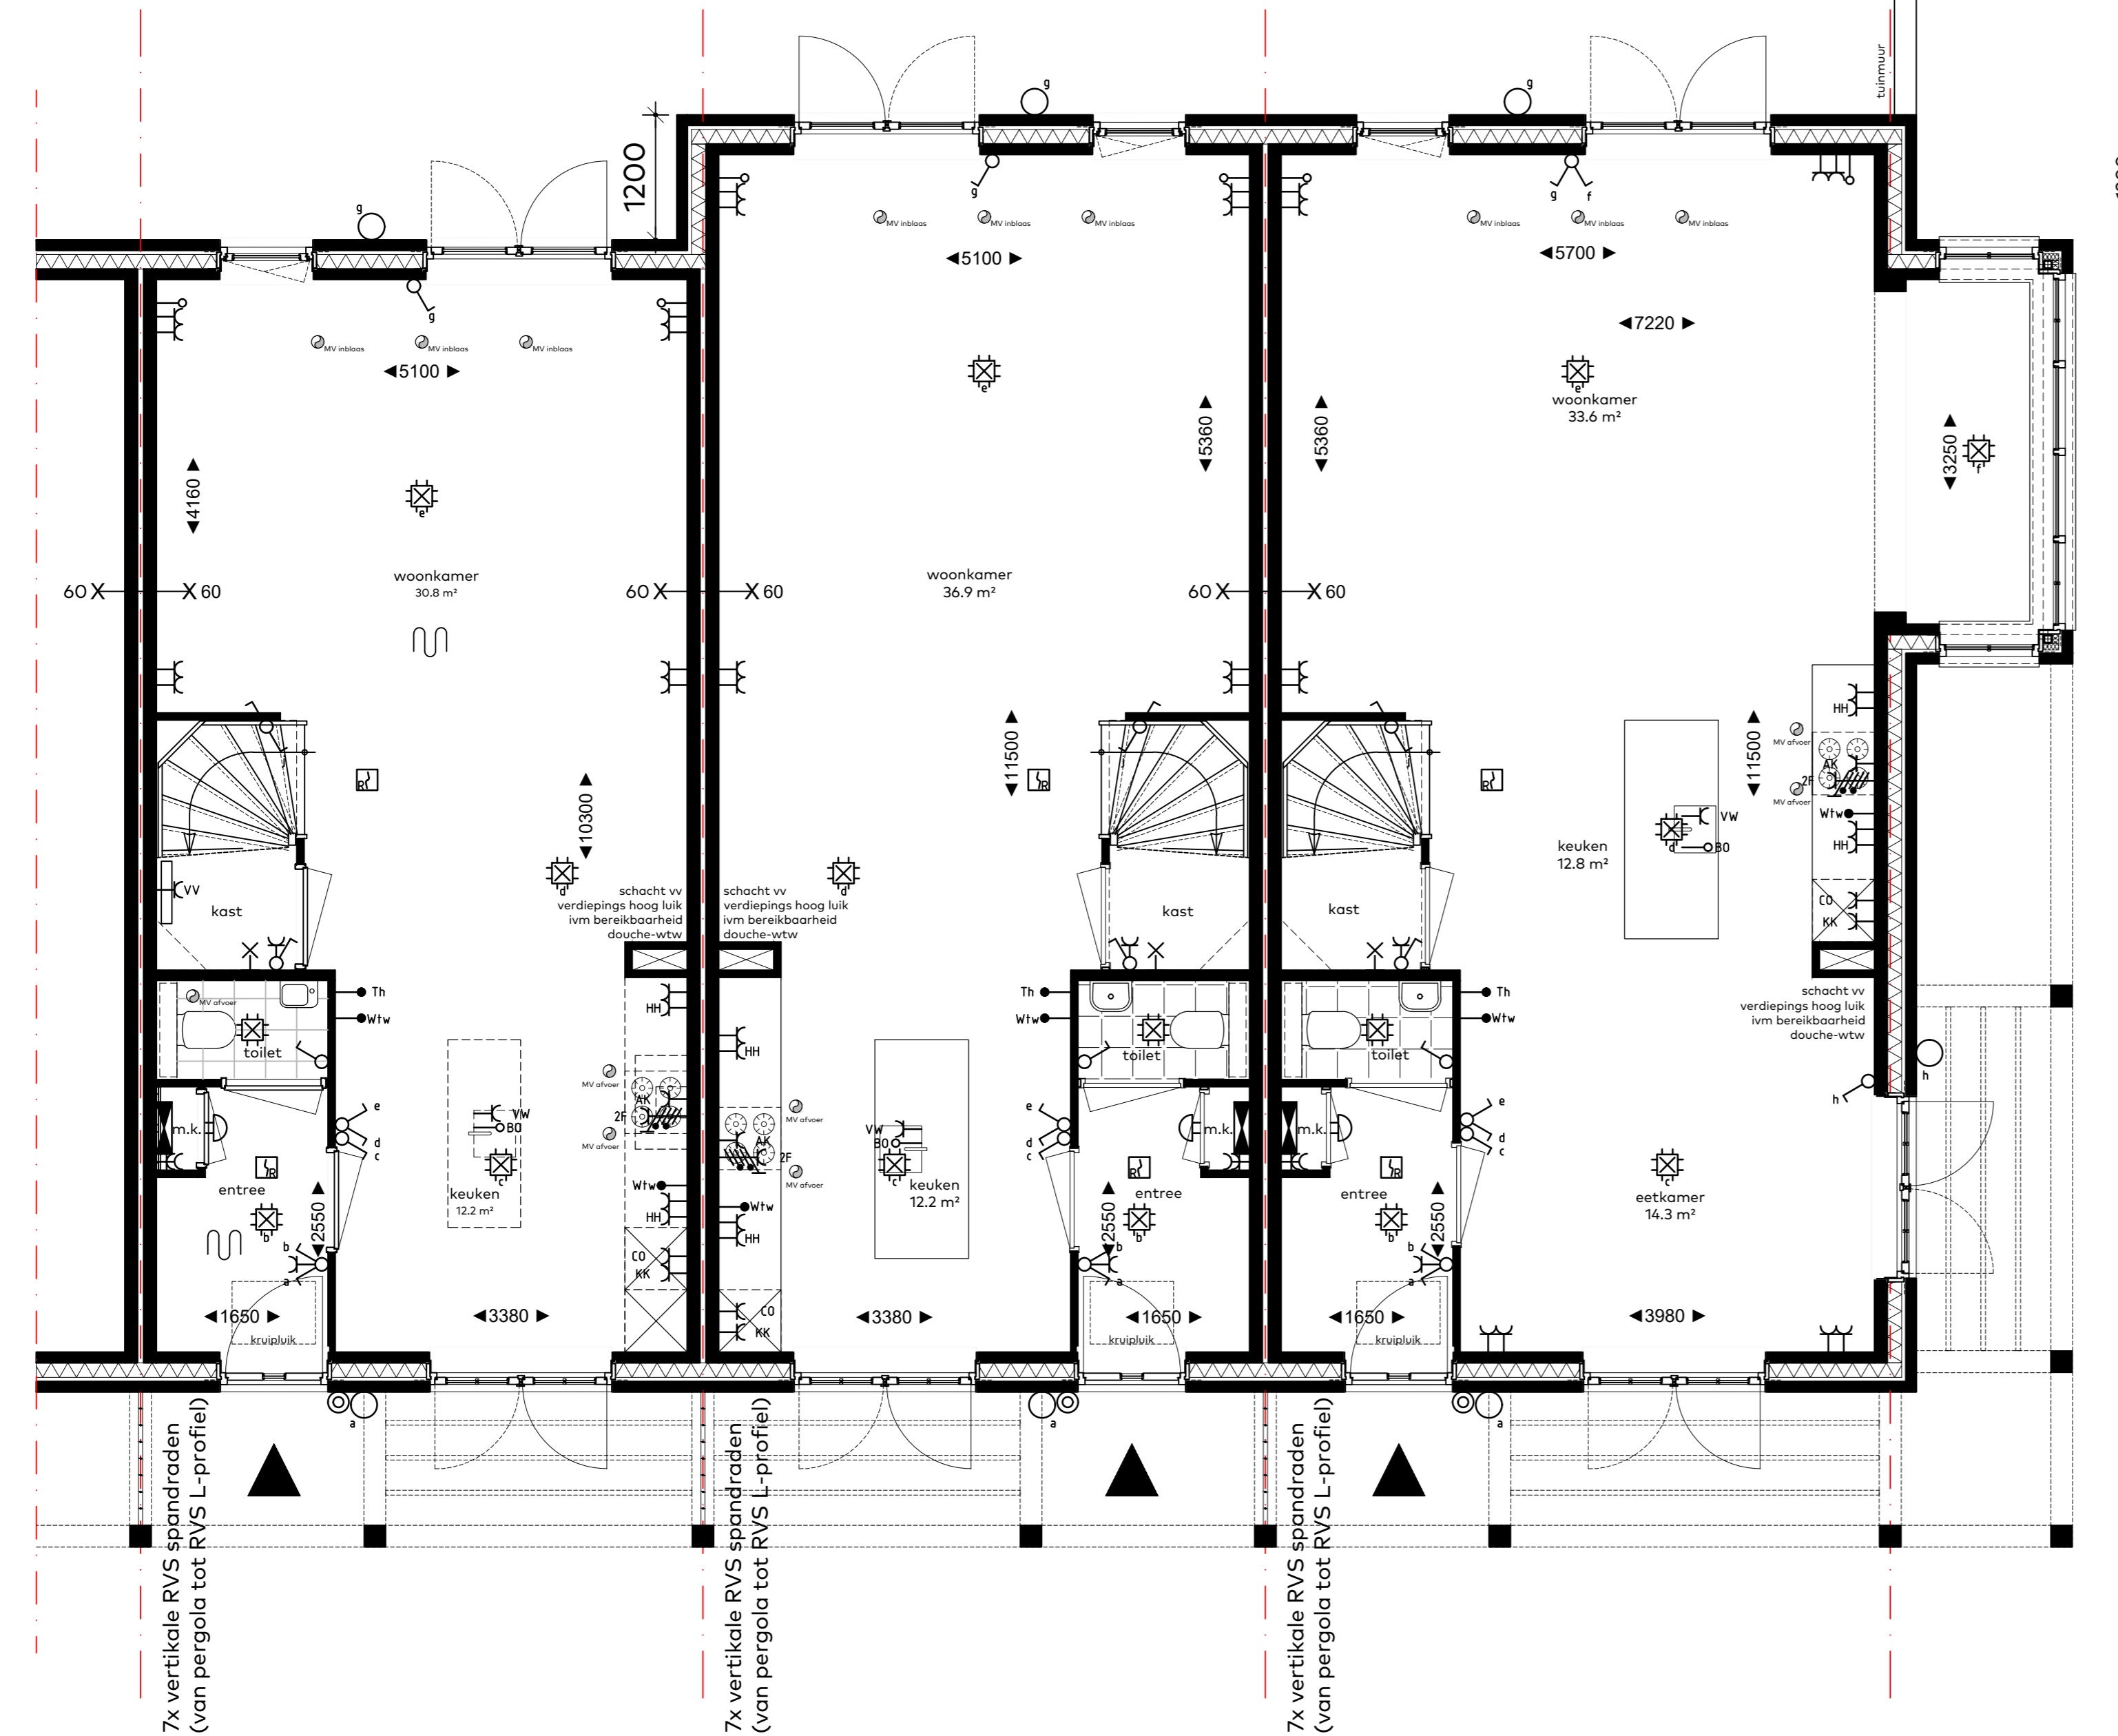 tuinmuur
g
g
g
1200
g
g
g
f
MV inblaas
MV inblaas
MV inblaas
MV inblaas
MV inblaas
MV inblaas
5100
5700
g
7220
MV inblaas
MV inblaas
MV inblaas
5100
e
e
woonkamer
33.6 m²
5360
5360
3250
f
4160
e
woonkamer
30.8 m²
woonkamer
36.9 m²
60
60
60
60
60
60
HH
MV afvoer
AK
2F
MV afvoer
R
R
R
11500
11500
10300
Wtw
VW
BO
d
HH
keuken
12.8 m²
d
d
VV
kast
kast
kast
CO
KK
schacht vv
verdiepings hoog luik
ivm bereikbaarheid
douche-wtw
schacht vv
verdiepings hoog luik
ivm bereikbaarheid
douche-wtw
schacht vv
verdiepings hoog luik
ivm bereikbaarheid
douche-wtw
MV afvoer
Th
Wtw
HH
Th
Wtw
Th
Wtw
toilet
toilet
toilet
HH
h
h
MV afvoer
AK
2F
MV afvoer
VW
BO
c
MV afvoer
AK
2F
MV afvoer
VW
BO
c
e
d
c
e
d
c
e
d
c
m.k.
m.k.
m.k.
R
R
R
entree
entree
entree
keuken
12.2 m²
keuken
12.2 m²
c
eetkamer
14.3 m²
Wtw
HH
CO
KK
Wtw
HH
CO
KK
b
b
b
2550
2550
2550
b
a
b
a
b
a
1650
3380
3380
1650
1650
3980
kruipluik
kruipluik
kruipluik
a
a
a
7x vertikale RVS spandraden
(van pergola tot RVS L-profiel)
7x vertikale RVS spandraden
(van pergola tot RVS L-profiel)
7x vertikale RVS spandraden
(van pergola tot RVS L-profiel)